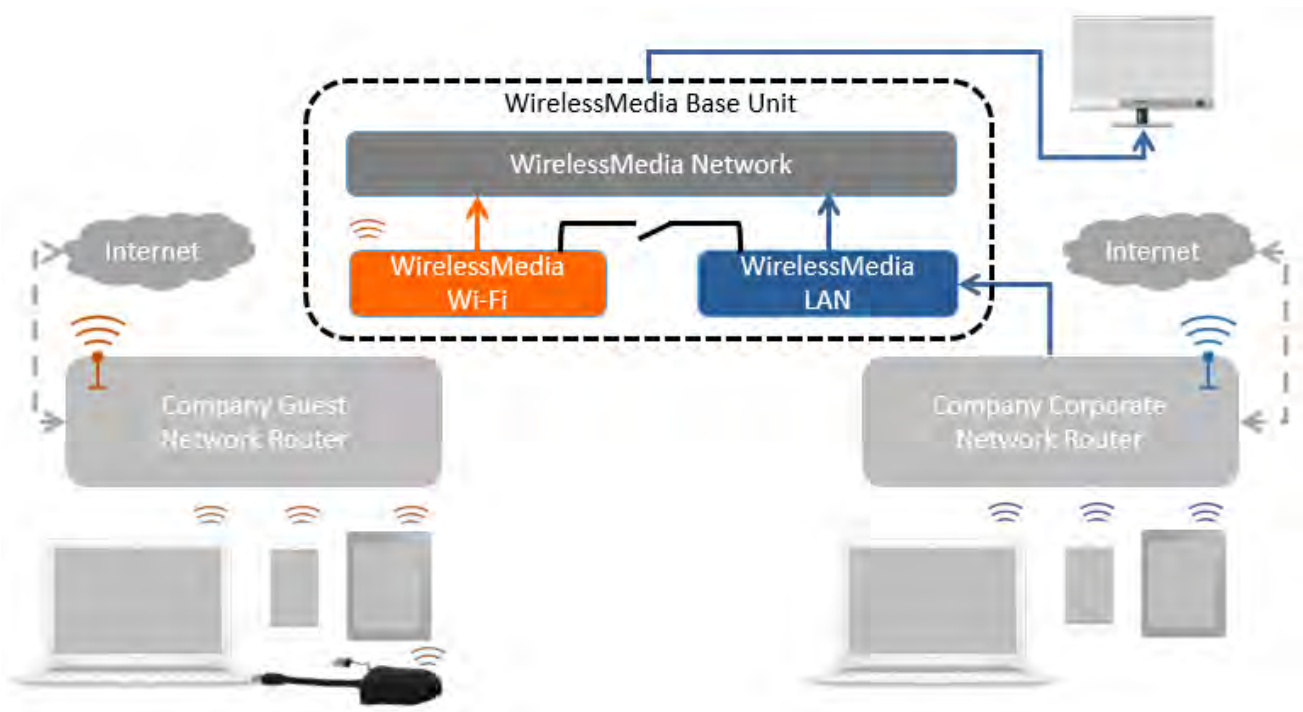 WirelessMedia Base Unit
WirelessMedia Network
Internet
WirelessMedia
Wi-Fi
WirelessMedia
LAN
Internet
Company Guest
Network Router
Company Corporate
Network Router